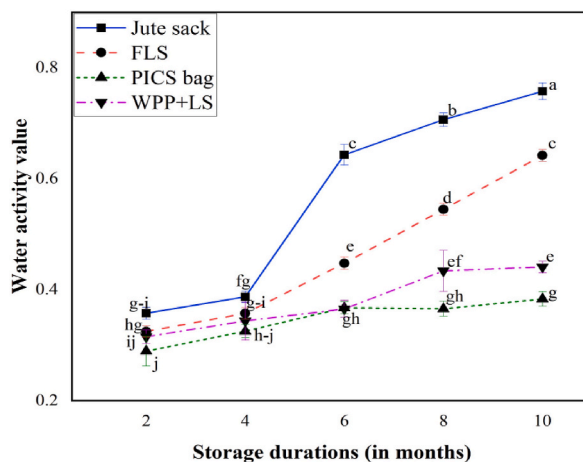 Jute sack
FLS
PICS bag
WPP+LS
Water activity value
0.8
0.6
0.4
0.2
a
b
c
c
d
e
ef
e
fg
g-i
g-i
hg
ij
j
h-j
gh
gh
g
2
4
6
8
10
Storage durations (in months)